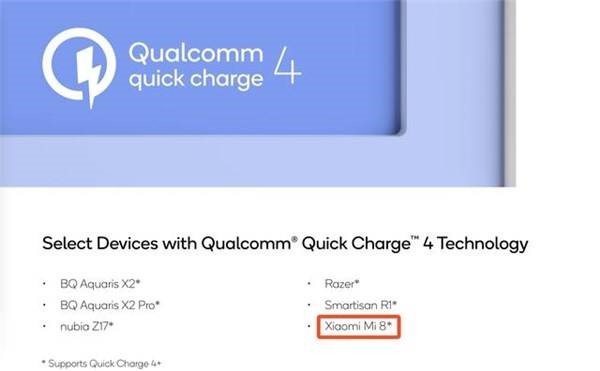 Qualcomm
quick charge 4
Select Devices with Qualcomm® Quick Charge™ 4 Technology
· BQ Aquaris X2*
· BQ Aquaris X2 Pro*
· nubia Z17*
· Razer*
· Smartisan R1*
· Xiaomi Mi 8*
* Supports Quick Charge 4+